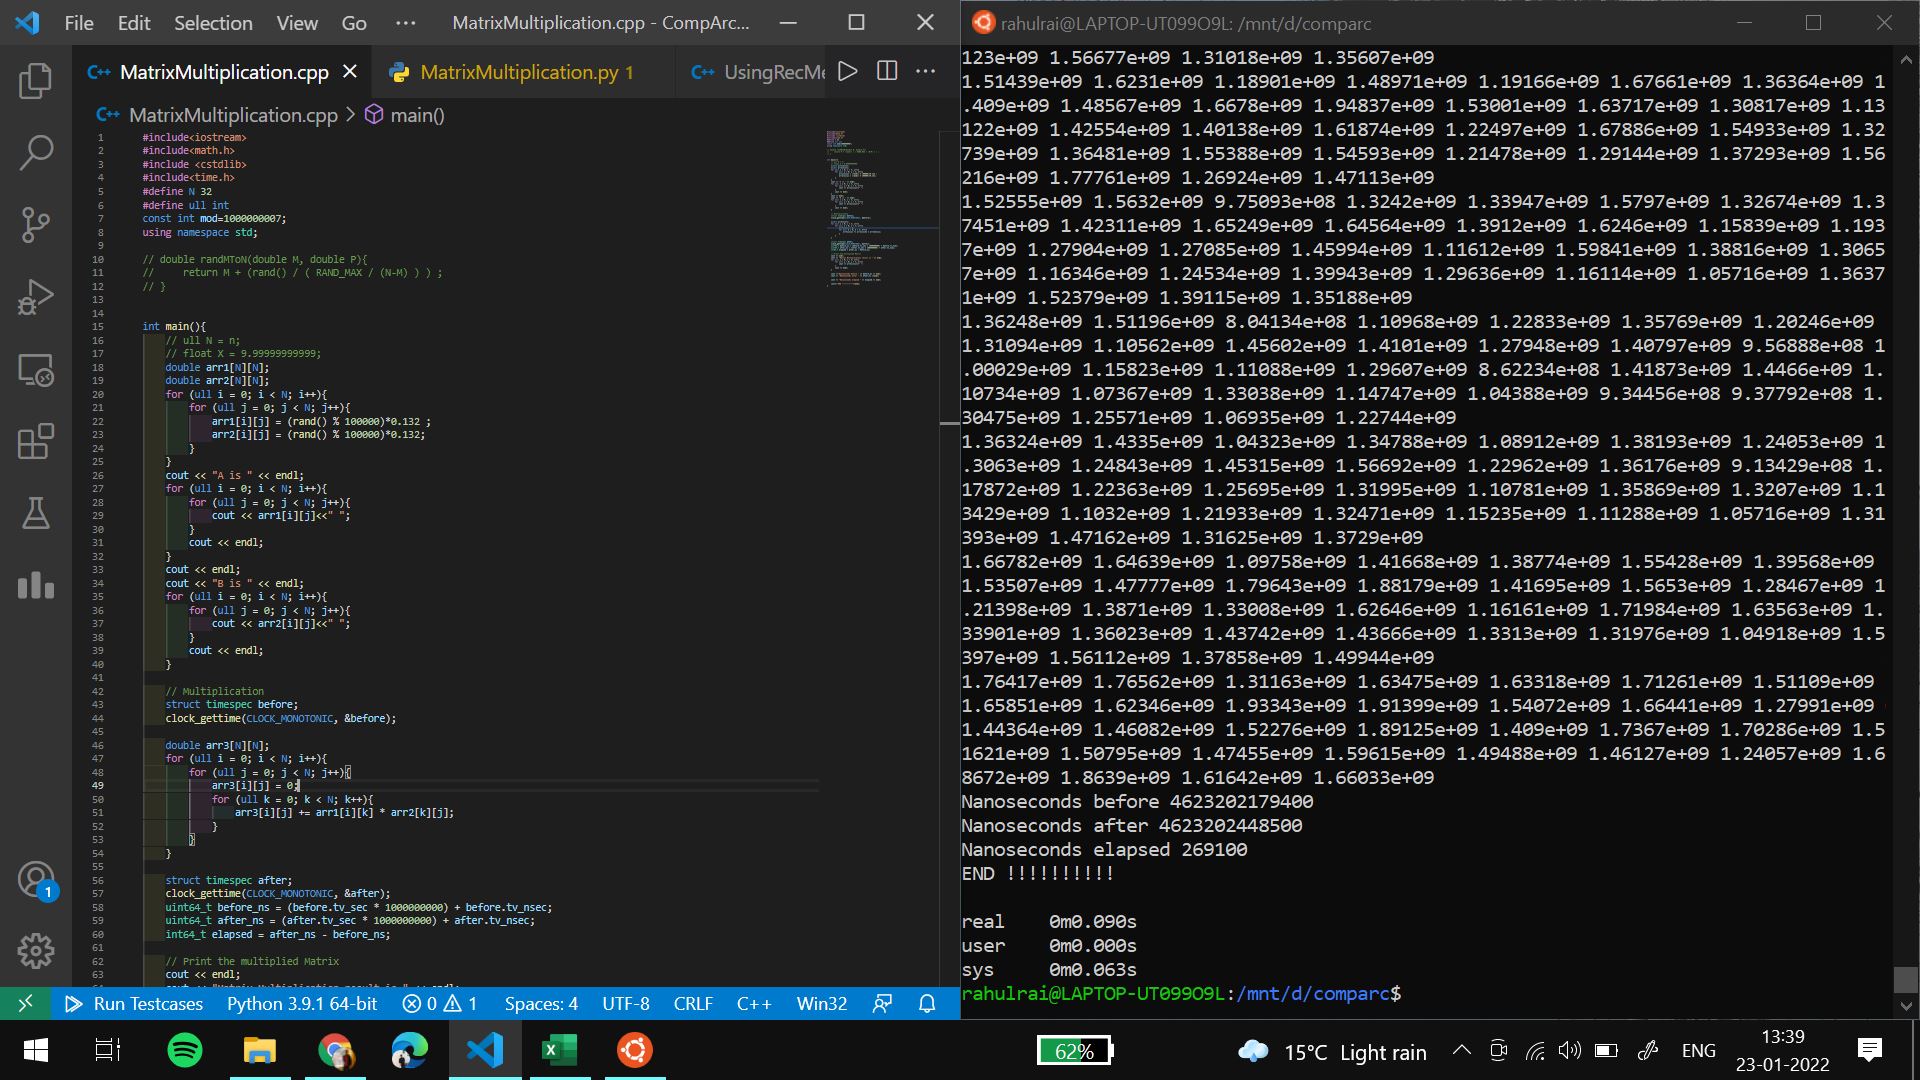 File Edit Selection View Go ··· MatrixMultiplication.cpp - CompArc...
MatrixMultiplication.cpp MatrixMultiplication.py 1 UsingRecMe
MatrixMultiplication.cpp > main()
1 #include<iostream>
2 #include<math.h>
3 #include <cstdlib>
4 #include<time.h>
5 #define N 32
6 #define ull int
7 const int mod=1000000007;
8 using namespace std;
9
10 // double randMToN(double M, double P){
11 //     return M + (rand() / ( RAND_MAX / (N-M) ) ) ;
12 // }
13
14
15 int main(){
16     // ull N = n;
17     // float X = 9.99999999999;
18     double arr1[N][N];
19     double arr2[N][N];
20     for (ull i = 0; i < N; i++){
21         for (ull j = 0; j < N; j++){
22             arr1[i][j] = (rand() % 100000)*0.132 ;
23             arr2[i][j] = (rand() % 100000)*0.132;
24         }
25     }
26     cout << "A is " << endl;
27     for (ull i = 0; i < N; i++){
28         for (ull j = 0; j < N; j++){
29             cout << arr1[i][j]<<" ";
30         }
31         cout << endl;
32     }
33     cout << endl;
34     cout << "B is " << endl;
35     for (ull i = 0; i < N; i++){
36         for (ull j = 0; j < N; j++){
37             cout << arr2[i][j]<<" ";
38         }
39         cout << endl;
40     }
41
42     // Multiplication
43     struct timespec before;
44     clock_gettime(CLOCK_MONOTONIC, &before);
45
46     double arr3[N][N];
47     for (ull i = 0; i < N; i++){
48         for (ull j = 0; j < N; j++){
49             arr3[i][j] = 0;
50             for (ull k = 0; k < N; k++){
51                 arr3[i][j] += arr1[i][k] * arr2[k][j];
52             }
53         }
54     }
55
56     struct timespec after;
57     clock_gettime(CLOCK_MONOTONIC, &after);
58     uint64_t before_ns = (before.tv_sec * 1000000000) + before.tv_nsec;
59     uint64_t after_ns = (after.tv_sec * 1000000000) + after.tv_nsec;
60     int64_t elapsed = after_ns - before_ns;
61
62     // Print the multiplied Matrix
63     cout << endl;
1
Run Testcases Python 3.9.1 64-bit 0 1 Spaces: 4 UTF-8 CRLF C++ Win32
rahulrai@LAPTOP-UT099O9L: /mnt/d/comparc
123e+09 1.56677e+09 1.31018e+09 1.35607e+09
1.51439e+09 1.6231e+09 1.18901e+09 1.48971e+09 1.19166e+09 1.67661e+09 1.36364e+09 1
.409e+09 1.48567e+09 1.6678e+09 1.94837e+09 1.53001e+09 1.63717e+09 1.30817e+09 1.13
122e+09 1.42554e+09 1.40138e+09 1.61874e+09 1.22497e+09 1.67886e+09 1.54933e+09 1.32
739e+09 1.36481e+09 1.55388e+09 1.54593e+09 1.21478e+09 1.29144e+09 1.37293e+09 1.56
216e+09 1.77761e+09 1.26924e+09 1.47113e+09
1.52555e+09 1.5632e+09 9.75093e+08 1.3242e+09 1.33947e+09 1.5797e+09 1.32674e+09 1.3
7451e+09 1.42311e+09 1.65249e+09 1.64564e+09 1.3912e+09 1.6246e+09 1.15839e+09 1.193
7e+09 1.27904e+09 1.27085e+09 1.45994e+09 1.11612e+09 1.59841e+09 1.38816e+09 1.3065
7e+09 1.16346e+09 1.24534e+09 1.39943e+09 1.29636e+09 1.16114e+09 1.05716e+09 1.3637
1e+09 1.52379e+09 1.39115e+09 1.35188e+09
1.36248e+09 1.51196e+09 8.04134e+08 1.10968e+09 1.22833e+09 1.35769e+09 1.20246e+09
1.31094e+09 1.10562e+09 1.45602e+09 1.4101e+09 1.27948e+09 1.40797e+09 9.56888e+08 1
.00029e+09 1.15823e+09 1.11088e+09 1.29607e+09 8.62234e+08 1.41873e+09 1.4466e+09 1.
10734e+09 1.07367e+09 1.33038e+09 1.14747e+09 1.04388e+09 9.34456e+08 9.37792e+08 1.
30475e+09 1.25571e+09 1.06935e+09 1.22744e+09
1.36324e+09 1.4335e+09 1.04323e+09 1.34788e+09 1.08912e+09 1.38193e+09 1.24053e+09 1
.3063e+09 1.24843e+09 1.45315e+09 1.56692e+09 1.22962e+09 1.36176e+09 9.13429e+08 1.
17872e+09 1.22363e+09 1.25695e+09 1.31995e+09 1.10781e+09 1.35869e+09 1.3207e+09 1.1
3429e+09 1.1032e+09 1.21933e+09 1.32471e+09 1.15235e+09 1.11288e+09 1.05716e+09 1.31
393e+09 1.47162e+09 1.31625e+09 1.3729e+09
1.66782e+09 1.64639e+09 1.09758e+09 1.41668e+09 1.38774e+09 1.55428e+09 1.39568e+09
1.53507e+09 1.47777e+09 1.79643e+09 1.88179e+09 1.41695e+09 1.5653e+09 1.28467e+09 1
.21398e+09 1.3871e+09 1.33008e+09 1.62646e+09 1.16161e+09 1.71984e+09 1.63563e+09 1.
33901e+09 1.36023e+09 1.43742e+09 1.43666e+09 1.3313e+09 1.31976e+09 1.04918e+09 1.5
397e+09 1.56112e+09 1.37858e+09 1.49944e+09
1.76417e+09 1.76562e+09 1.31163e+09 1.63475e+09 1.63318e+09 1.71261e+09 1.51109e+09
1.65851e+09 1.62346e+09 1.93343e+09 1.91399e+09 1.54072e+09 1.66441e+09 1.27991e+09
1.44364e+09 1.46082e+09 1.52276e+09 1.89125e+09 1.409e+09 1.7367e+09 1.70286e+09 1.5
1621e+09 1.50795e+09 1.47455e+09 1.59615e+09 1.49488e+09 1.46127e+09 1.24057e+09 1.6
8672e+09 1.8639e+09 1.61642e+09 1.66033e+09
Nanoseconds before 4623202179400
Nanoseconds after 4623202448500
Nanoseconds elapsed 269100
END !!!!!!!!!!

real    0m0.090s
user    0m0.000s
sys     0m0.063s
rahulrai@LAPTOP-UT099O9L:/mnt/d/comparc$
62% 15°C Light rain ENG 13:39
23-01-2022